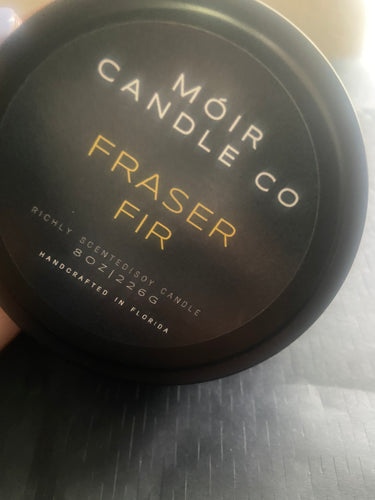 MÓIR
CANDLE CO
FRASER
FIR
RICHLY SCENTED|SOY CANDLE
8OZ|226G
HANDCRAFTED IN FLORIDA